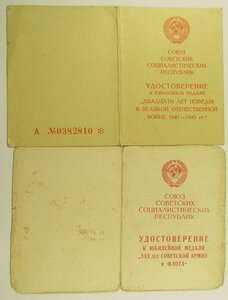 СОЮЗ
СОВЕТСКИХ
СОЦИАЛИСТИЧЕСКИХ
РЕСПУБЛИК
УДОСТОВЕРЕНИЕ
К ЮБИЛЕЙНОЙ МЕДАЛИ
„ДВАДЦАТЬ ЛЕТ ПОБЕДЫ
В ВЕЛИКОЙ ОТЕЧЕСТВЕННОЙ
ВОЙНЕ 1941—1945 гг.“
А №0382810 ✻
СОЮЗ
СОВЕТСКИХ
СОЦИАЛИСТИЧЕСКИХ
РЕСПУБЛИК
УДОСТОВЕРЕНИЕ
К ЮБИЛЕЙНОЙ МЕДАЛИ
„XXX ЛЕТ СОВЕТСКОЙ АРМИИ
И ФЛОТА“